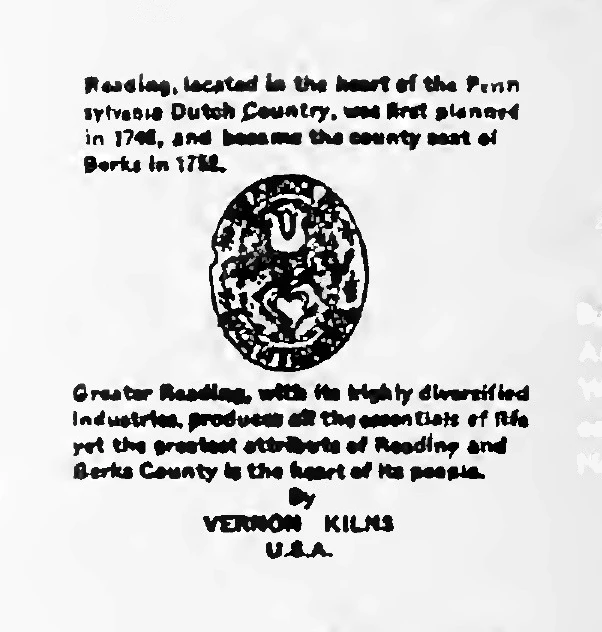 Reading, located in the heart of the Penn
sylvania Dutch Country, was first planned
in 1748, and became the county seat of
Berks in 1752.
Greater Reading, with its highly diversified
industries, produces all the essentials of life
yet the greatest attribute of Reading and
Berks County is the heart of its people.
By
VERNON KILNS
U.S.A.